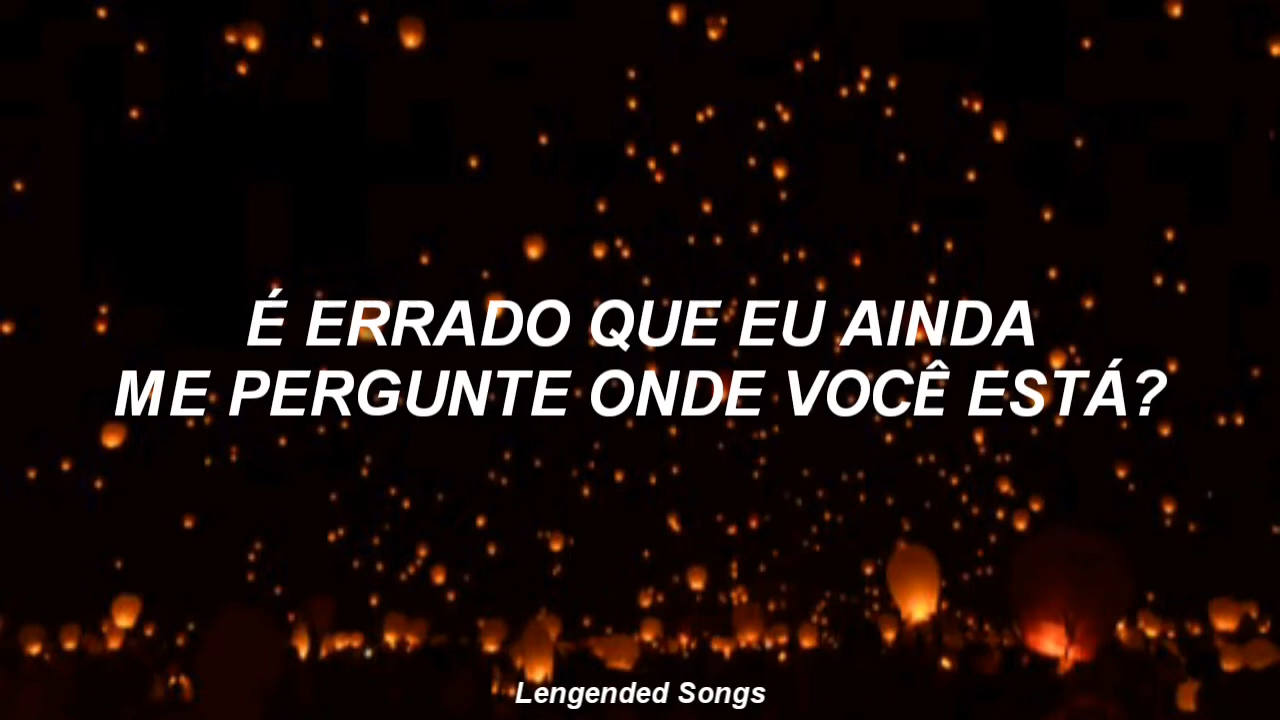 É ERRADO QUE EU AINDA
ME PERGUNTE ONDE VOCÊ ESTÁ?
Lengended Songs